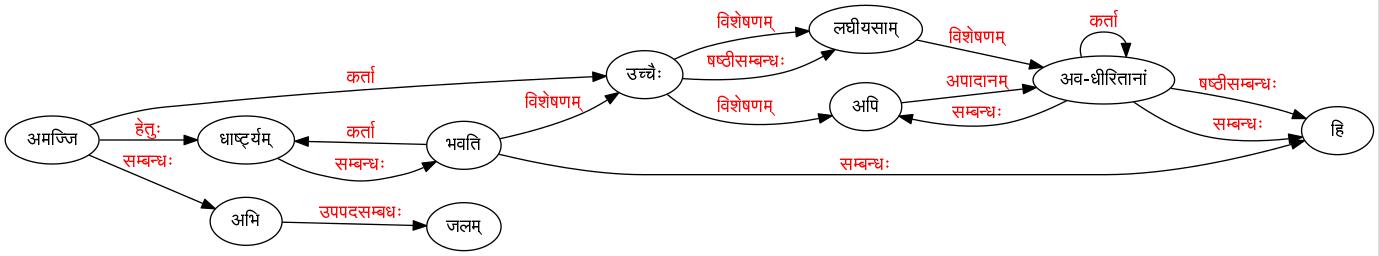 विशेषणम्
लघीयसाम्
कर्ता
विशेषणम्
षष्ठीसम्बन्धः
कर्ता
उच्चैः
अव-धीरितानां
षष्ठीसम्बन्धः
विशेषणम्
विशेषणम्
अपि
अपादानम्
सम्बन्धः
सम्बन्धः
हि
अमज्जि
हेतुः
धार्ष्ट्र्यम्
कर्ता
भवति
सम्बन्धः
सम्बन्धः
सम्बन्धः
अभि
उपपदसम्बधः
जलम्